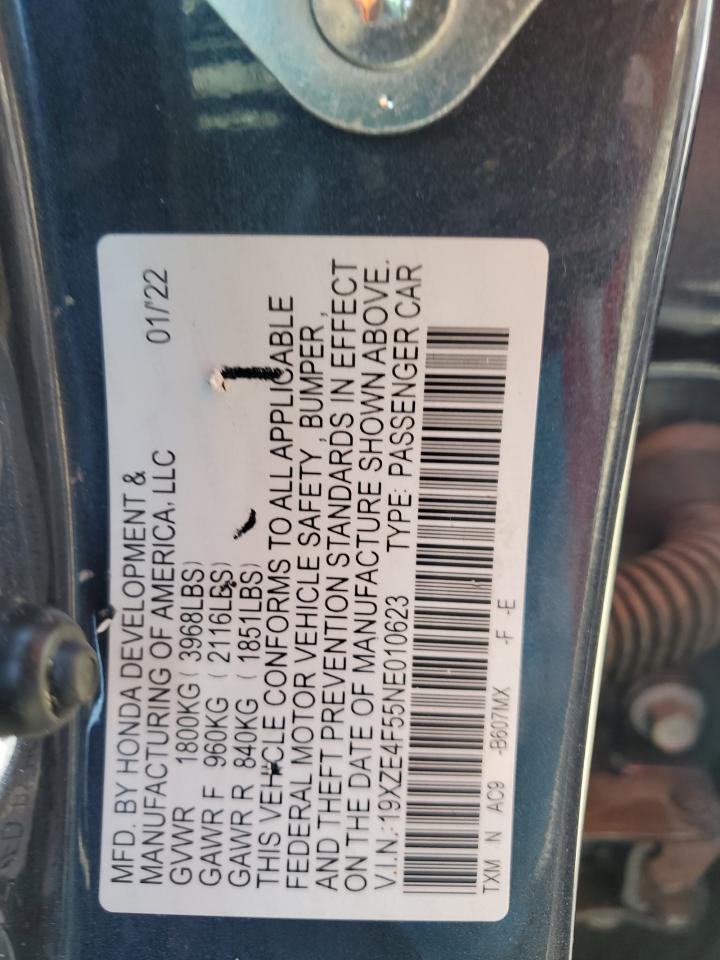 MFD. BY HONDA DEVELOPMENT &
MANUFACTURING OF AMERICA, LLC 01/'22
GVWR 1800KG ( 3968LBS)
GAWR F 960KG ( 2116LBS)
GAWR R 840KG ( 1851LBS)
THIS VEHICLE CONFORMS TO ALL APPLICABLE
FEDERAL MOTOR VEHICLE SAFETY, BUMPER,
AND THEFT PREVENTION STANDARDS IN EFFECT
ON THE DATE OF MANUFACTURE SHOWN ABOVE.
V.I.N.:19XZE4F55NE010623 TYPE: PASSENGER CAR
TXM N AC9 -B607MX -F -E